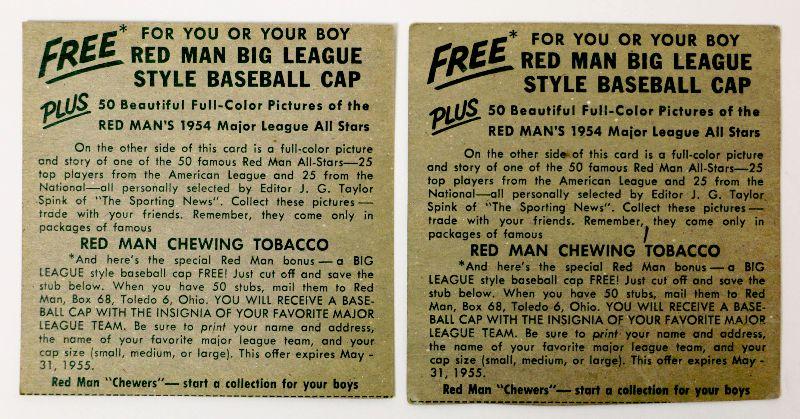 FREE* FOR YOU OR YOUR BOY
RED MAN BIG LEAGUE
STYLE BASEBALL CAP
PLUS 50 Beautiful Full-Color Pictures of the
RED MAN'S 1954 Major League All Stars
On the other side of this card is a full-color picture
and story of one of the 50 famous Red Man All-Stars—25
top players from the American League and 25 from the
National—all personally selected by Editor J. G. Taylor
Spink of "The Sporting News". Collect these pictures—
trade with your friends. Remember, they come only in
packages of famous
RED MAN CHEWING TOBACCO
*And here's the special Red Man bonus—a BIG
LEAGUE style baseball cap FREE! Just cut off and save the
stub below. When you have 50 stubs, mail them to Red
Man, Box 68, Toledo 6, Ohio. YOU WILL RECEIVE A BASE-
BALL CAP WITH THE INSIGNIA OF YOUR FAVORITE MAJOR
LEAGUE TEAM. Be sure to print your name and address,
the name of your favorite major league team, and your
cap size (small, medium, or large). This offer expires May -
31, 1955.
Red Man "Chewers"—start a collection for your boys
FREE* FOR YOU OR YOUR BOY
RED MAN BIG LEAGUE
STYLE BASEBALL CAP
PLUS 50 Beautiful Full-Color Pictures of the
RED MAN'S 1954 Major League All Stars
On the other side of this card is a full-color picture
and story of one of the 50 famous Red Man All-Stars—25
top players from the American League and 25 from the
National—all personally selected by Editor J. G. Taylor
Spink of "The Sporting News". Collect these pictures—
trade with your friends. Remember, they come only in
packages of famous
RED MAN CHEWING TOBACCO
*And here's the special Red Man bonus—a BIG
LEAGUE style baseball cap FREE! Just cut off and save the
stub below. When you have 50 stubs, mail them to Red
Man, Box 68, Toledo 6, Ohio. YOU WILL RECEIVE A BASE-
BALL CAP WITH THE INSIGNIA OF YOUR FAVORITE MAJOR
LEAGUE TEAM. Be sure to print your name and address,
the name of your favorite major league team, and your
cap size (small, medium, or large). This offer expires May -
31, 1955.
Red Man "Chewers"—start a collection for your boys